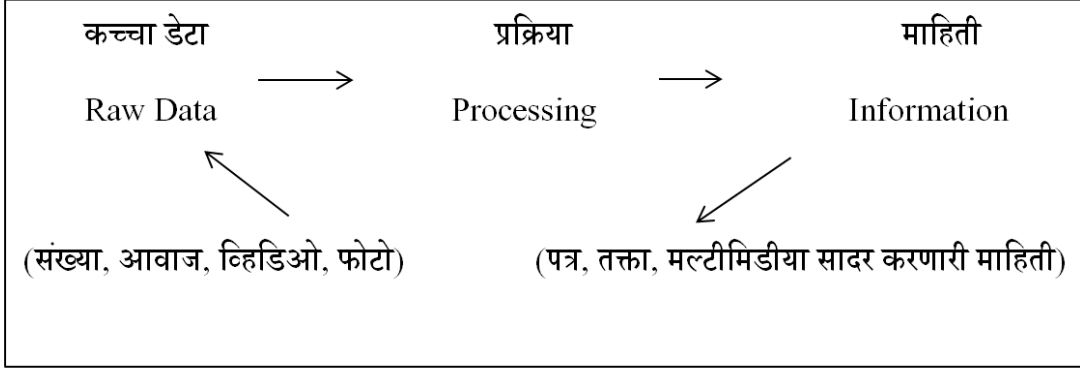 कच्चा डेटा प्रक्रिया माहिती
Raw Data Processing Information
(संख्या, आवाज, व्हिडिओ, फोटो) (पत्र, तक्ता, मल्टीमिडीया सादर करणारी माहिती)